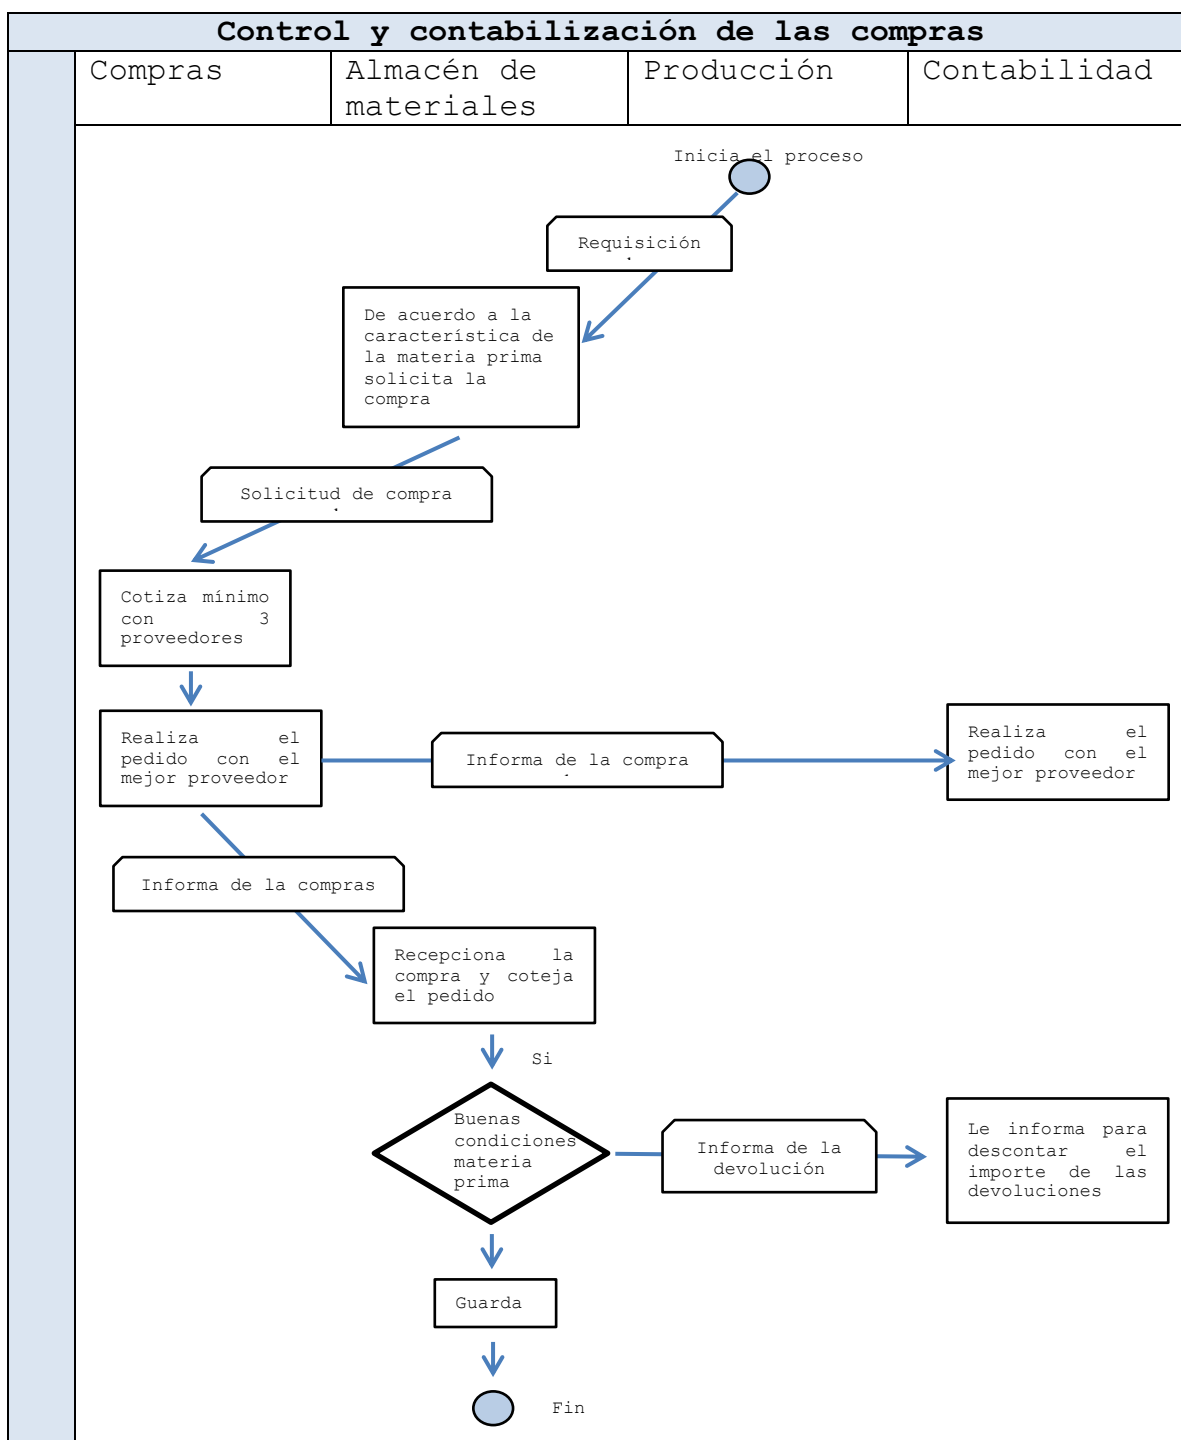 Control y contabilización de las compras
Compras
Almacén de
materiales
Producción
Contabilidad
Inicia el proceso
Requisición
De acuerdo a la
característica de
la materia prima
solicita la
compra
Solicitud de compra
Cotiza mínimo
con 3
proveedores
Realiza el
pedido con el
mejor proveedor
Informa de la compra
Realiza el
pedido con el
mejor proveedor
Informa de la compras
Recepciona la
compra y coteja
el pedido
Si
Buenas
condiciones
materia
prima
Informa de la
devolución
Le informa para
descontar el
importe de las
devoluciones
Guarda
Fin